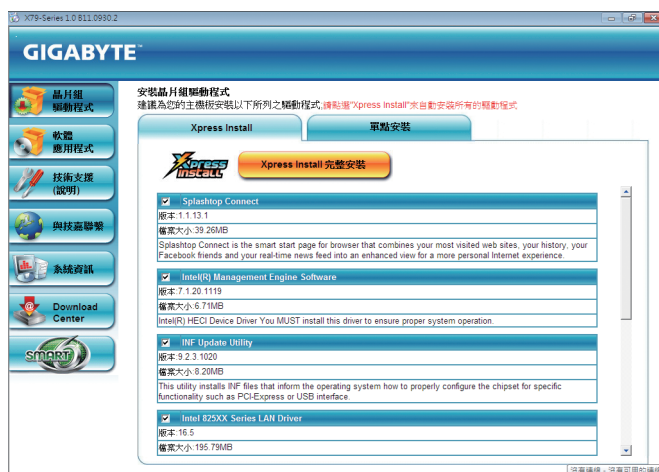 X79-Series 1.0 B11.0930.2
GIGABYTE™
晶片組
驅動程式
軟體
應用程式
技術支援
(說明)
與技嘉聯繫
系統資訊
Download
Center
SMART6
安裝晶片組驅動程式
建議為您的主機板安裝以下所列之驅動程式,請點選"Xpress Install"來自動安裝所有的驅動程式
Xpress Install
單點安裝
Xpress
INSTALL
Xpress Install 完整安裝
Splashtop Connect
版本:1.1.13.1
檔案大小:39.26MB
Splashtop Connect is the smart start page for browser that combines your most visited web sites, your history, your
Facebook friends and your real-time news feed into an enhanced view for a more personal Internet experience.
Intel(R) Management Engine Software
版本:7.1.20.1119
檔案大小:6.71MB
Intel(R) HECI Device Driver You MUST install this driver to ensure proper system operation.
INF Update Utility
版本:9.2.3.1020
檔案大小:8.20MB
This utility installs INF files that inform the operating system how to properly configure the chipset for specific
functionality such as PCI-Express or USB interface.
Intel 825XX Series LAN Driver
版本:16.5
檔案大小:195.79MB